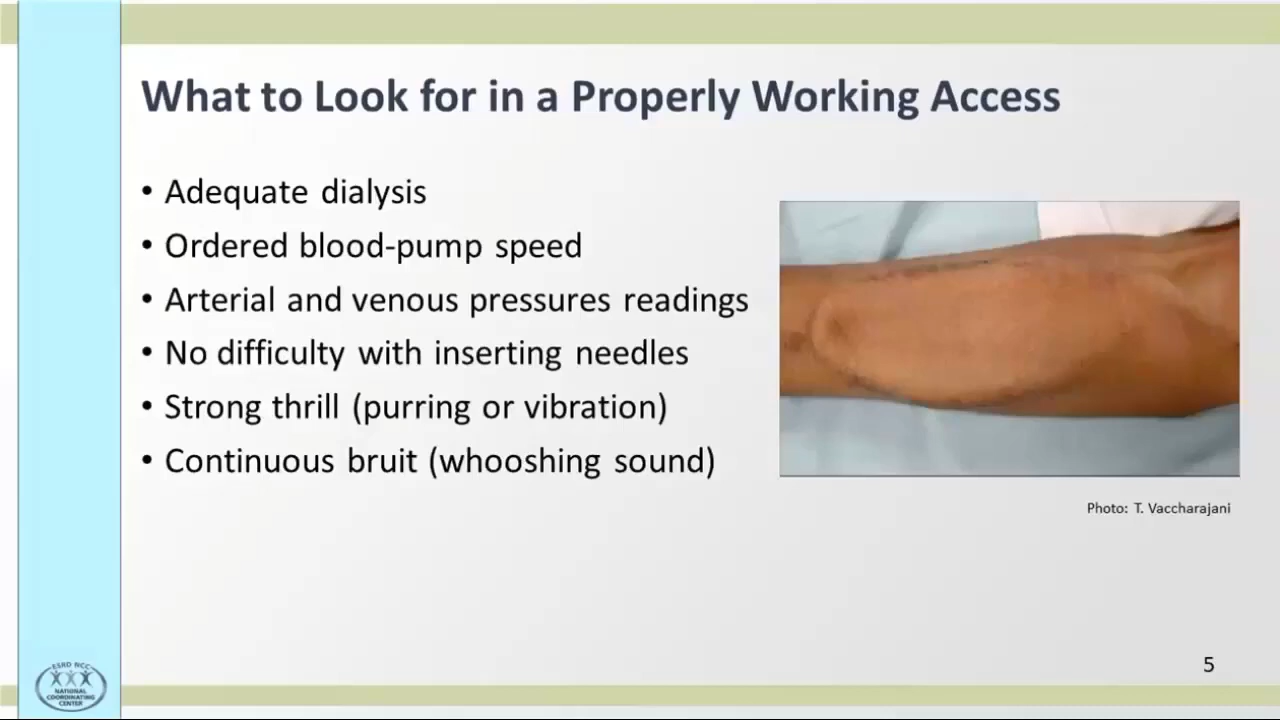 What to Look for in a Properly Working Access
• Adequate dialysis
• Ordered blood-pump speed
• Arterial and venous pressures readings
• No difficulty with inserting needles
• Strong thrill (purring or vibration)
• Continuous bruit (whooshing sound)
Photo: T. Vaccharajani
5
ESRD NCC
NATIONAL
COORDINATING
CENTER